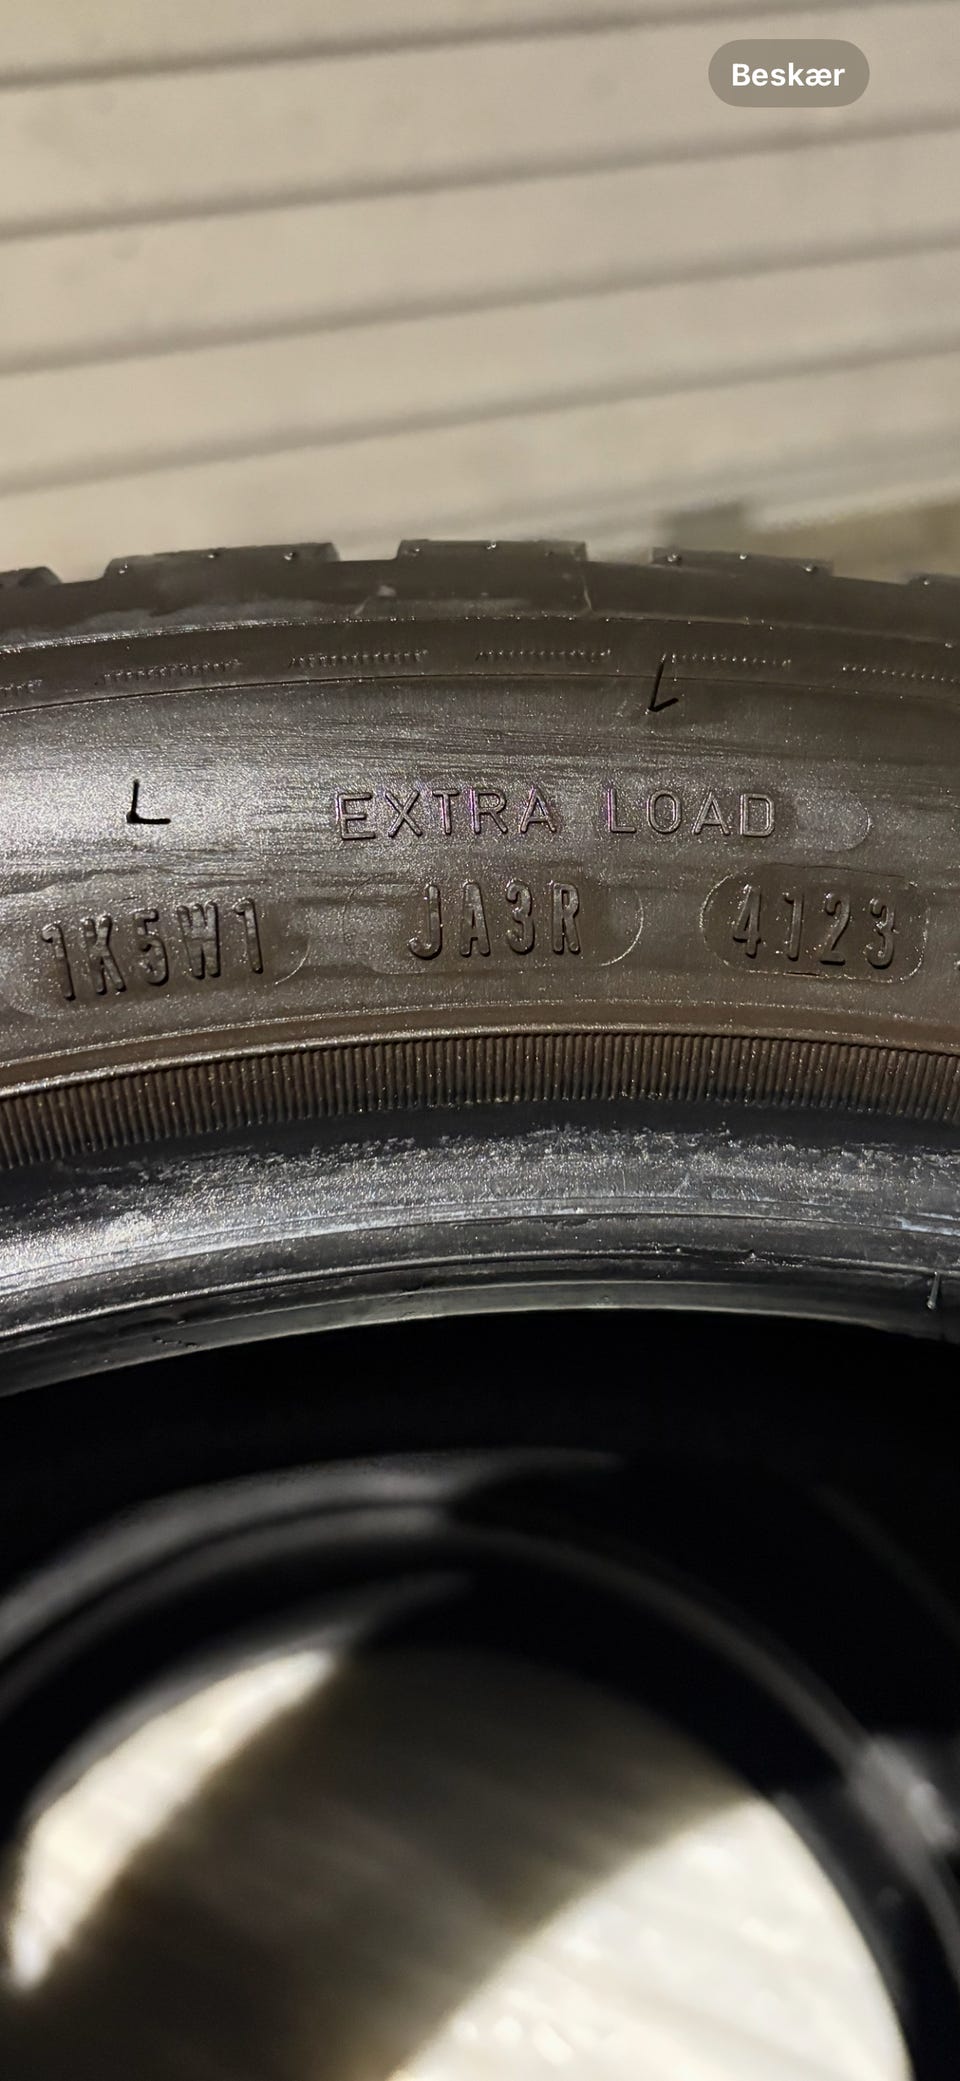 Beskær
EXTRA LOAD
1K5W1 JA3R 4123